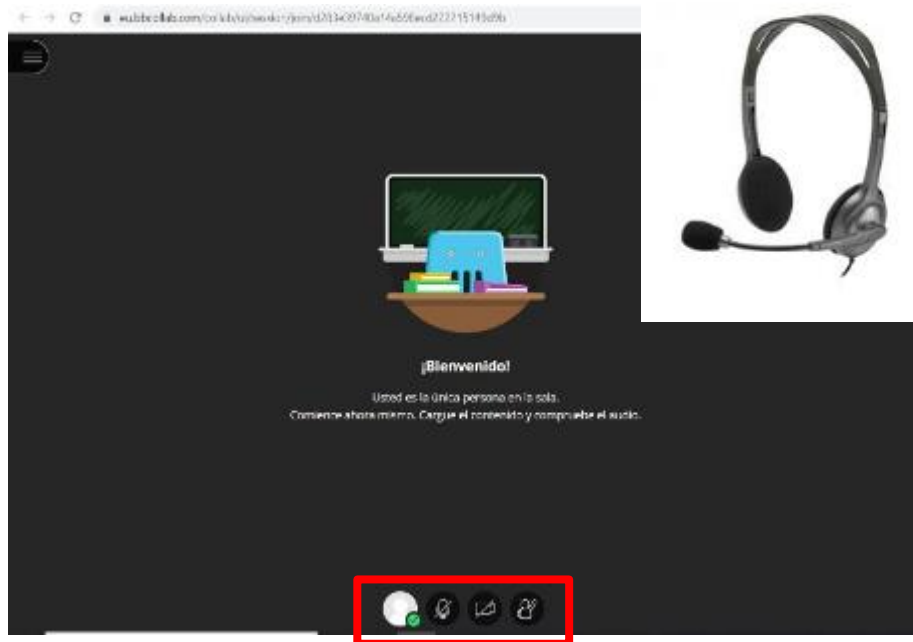 ¡Bienvenido!
Usted es la única persona en la sala.
Comience ahora mismo. Cargue el contenido y compruebe el audio.